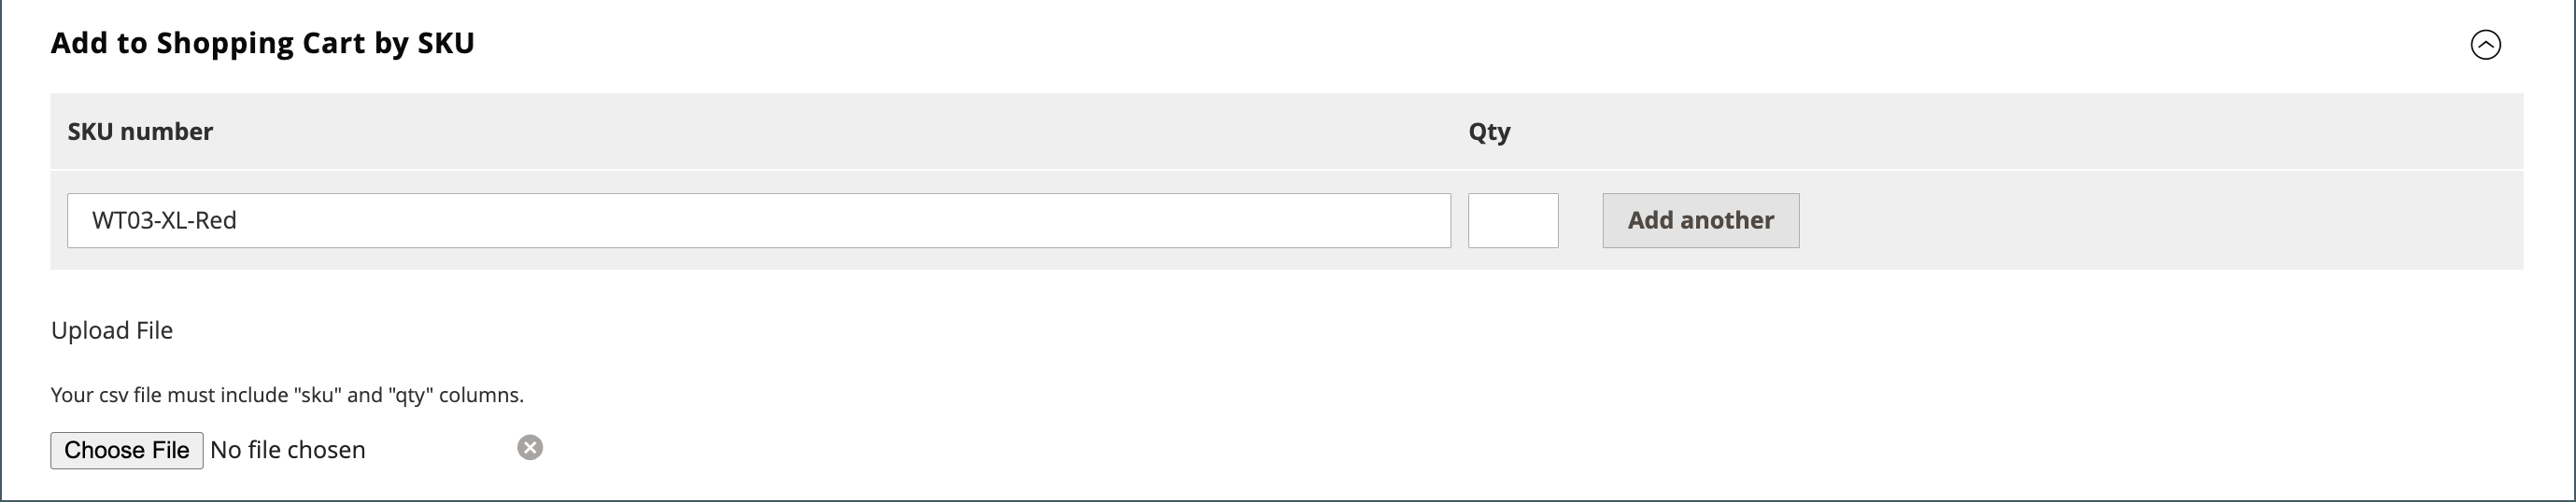 Add to Shopping Cart by SKU
SKU number Qty
WT03-XL-Red Add another
Upload File
Your csv file must include "sku" and "qty" columns.
Choose File No file chosen